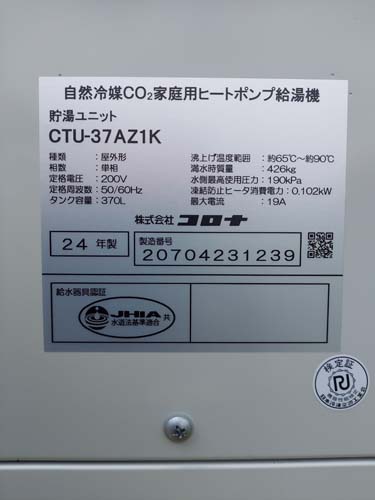 自然冷媒CO₂家庭用ヒートポンプ給湯機
貯湯ユニット
CTU-37AZ1K
種類 : 屋外形
相数 : 単相
定格電圧 : 200V
定格周波数 : 50/60Hz
タンク容量 : 370L
沸上げ温度範囲 : 約65℃～約90℃
満水時質量 : 426kg
水側最高使用圧力 : 190kPa
凍結防止ヒータ消費電力 : 0.102kW
最大電流 : 19A
株式会社 コロナ
24年製
製造番号
20704231239
給水器具認証
JHIA 共
水道法基準適合
検定証